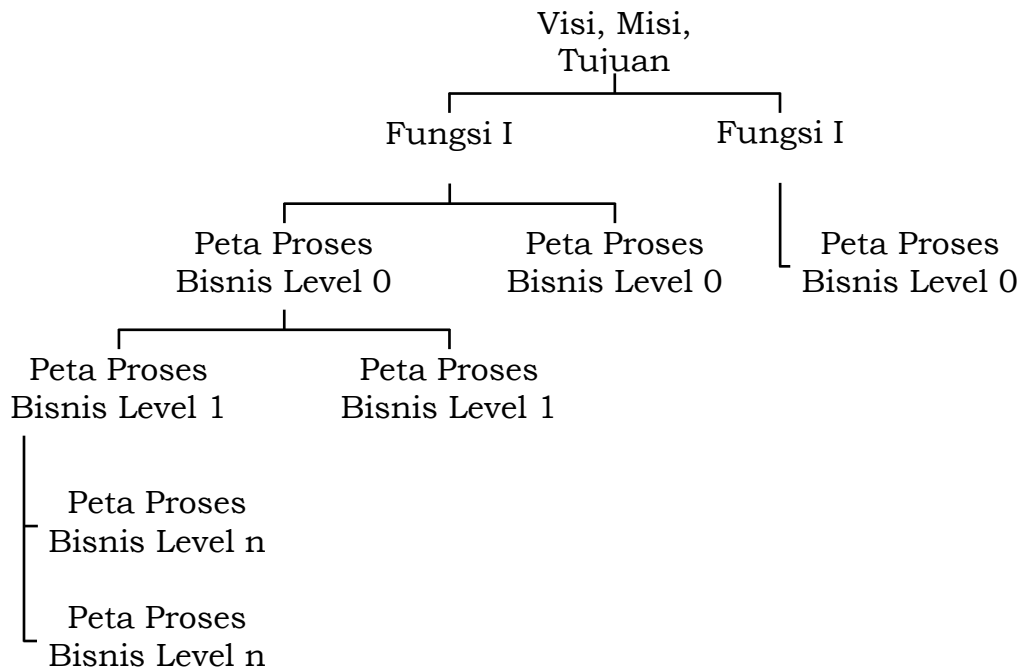 Visi, Misi,
Tujuan
Fungsi I
Fungsi I
Peta Proses
Bisnis Level 0
Peta Proses
Bisnis Level 0
Peta Proses
Bisnis Level 0
Peta Proses
Bisnis Level 1
Peta Proses
Bisnis Level 1
Peta Proses
Bisnis Level n
Peta Proses
Bisnis Level n